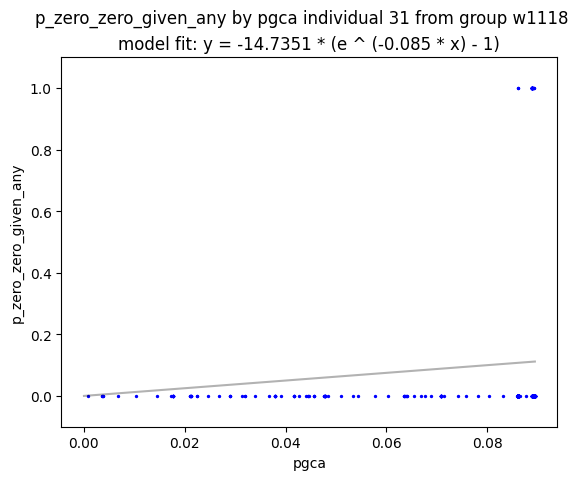 p_zero_zero_given_any by pgca individual 31 from group w1118
model fit: y = -14.7351 * (e ^ (-0.085 * x) - 1)
1.0
0.8
0.6
0.4
0.2
0.0
p_zero_zero_given_any
0.00
0.02
0.04
0.06
0.08
pgca